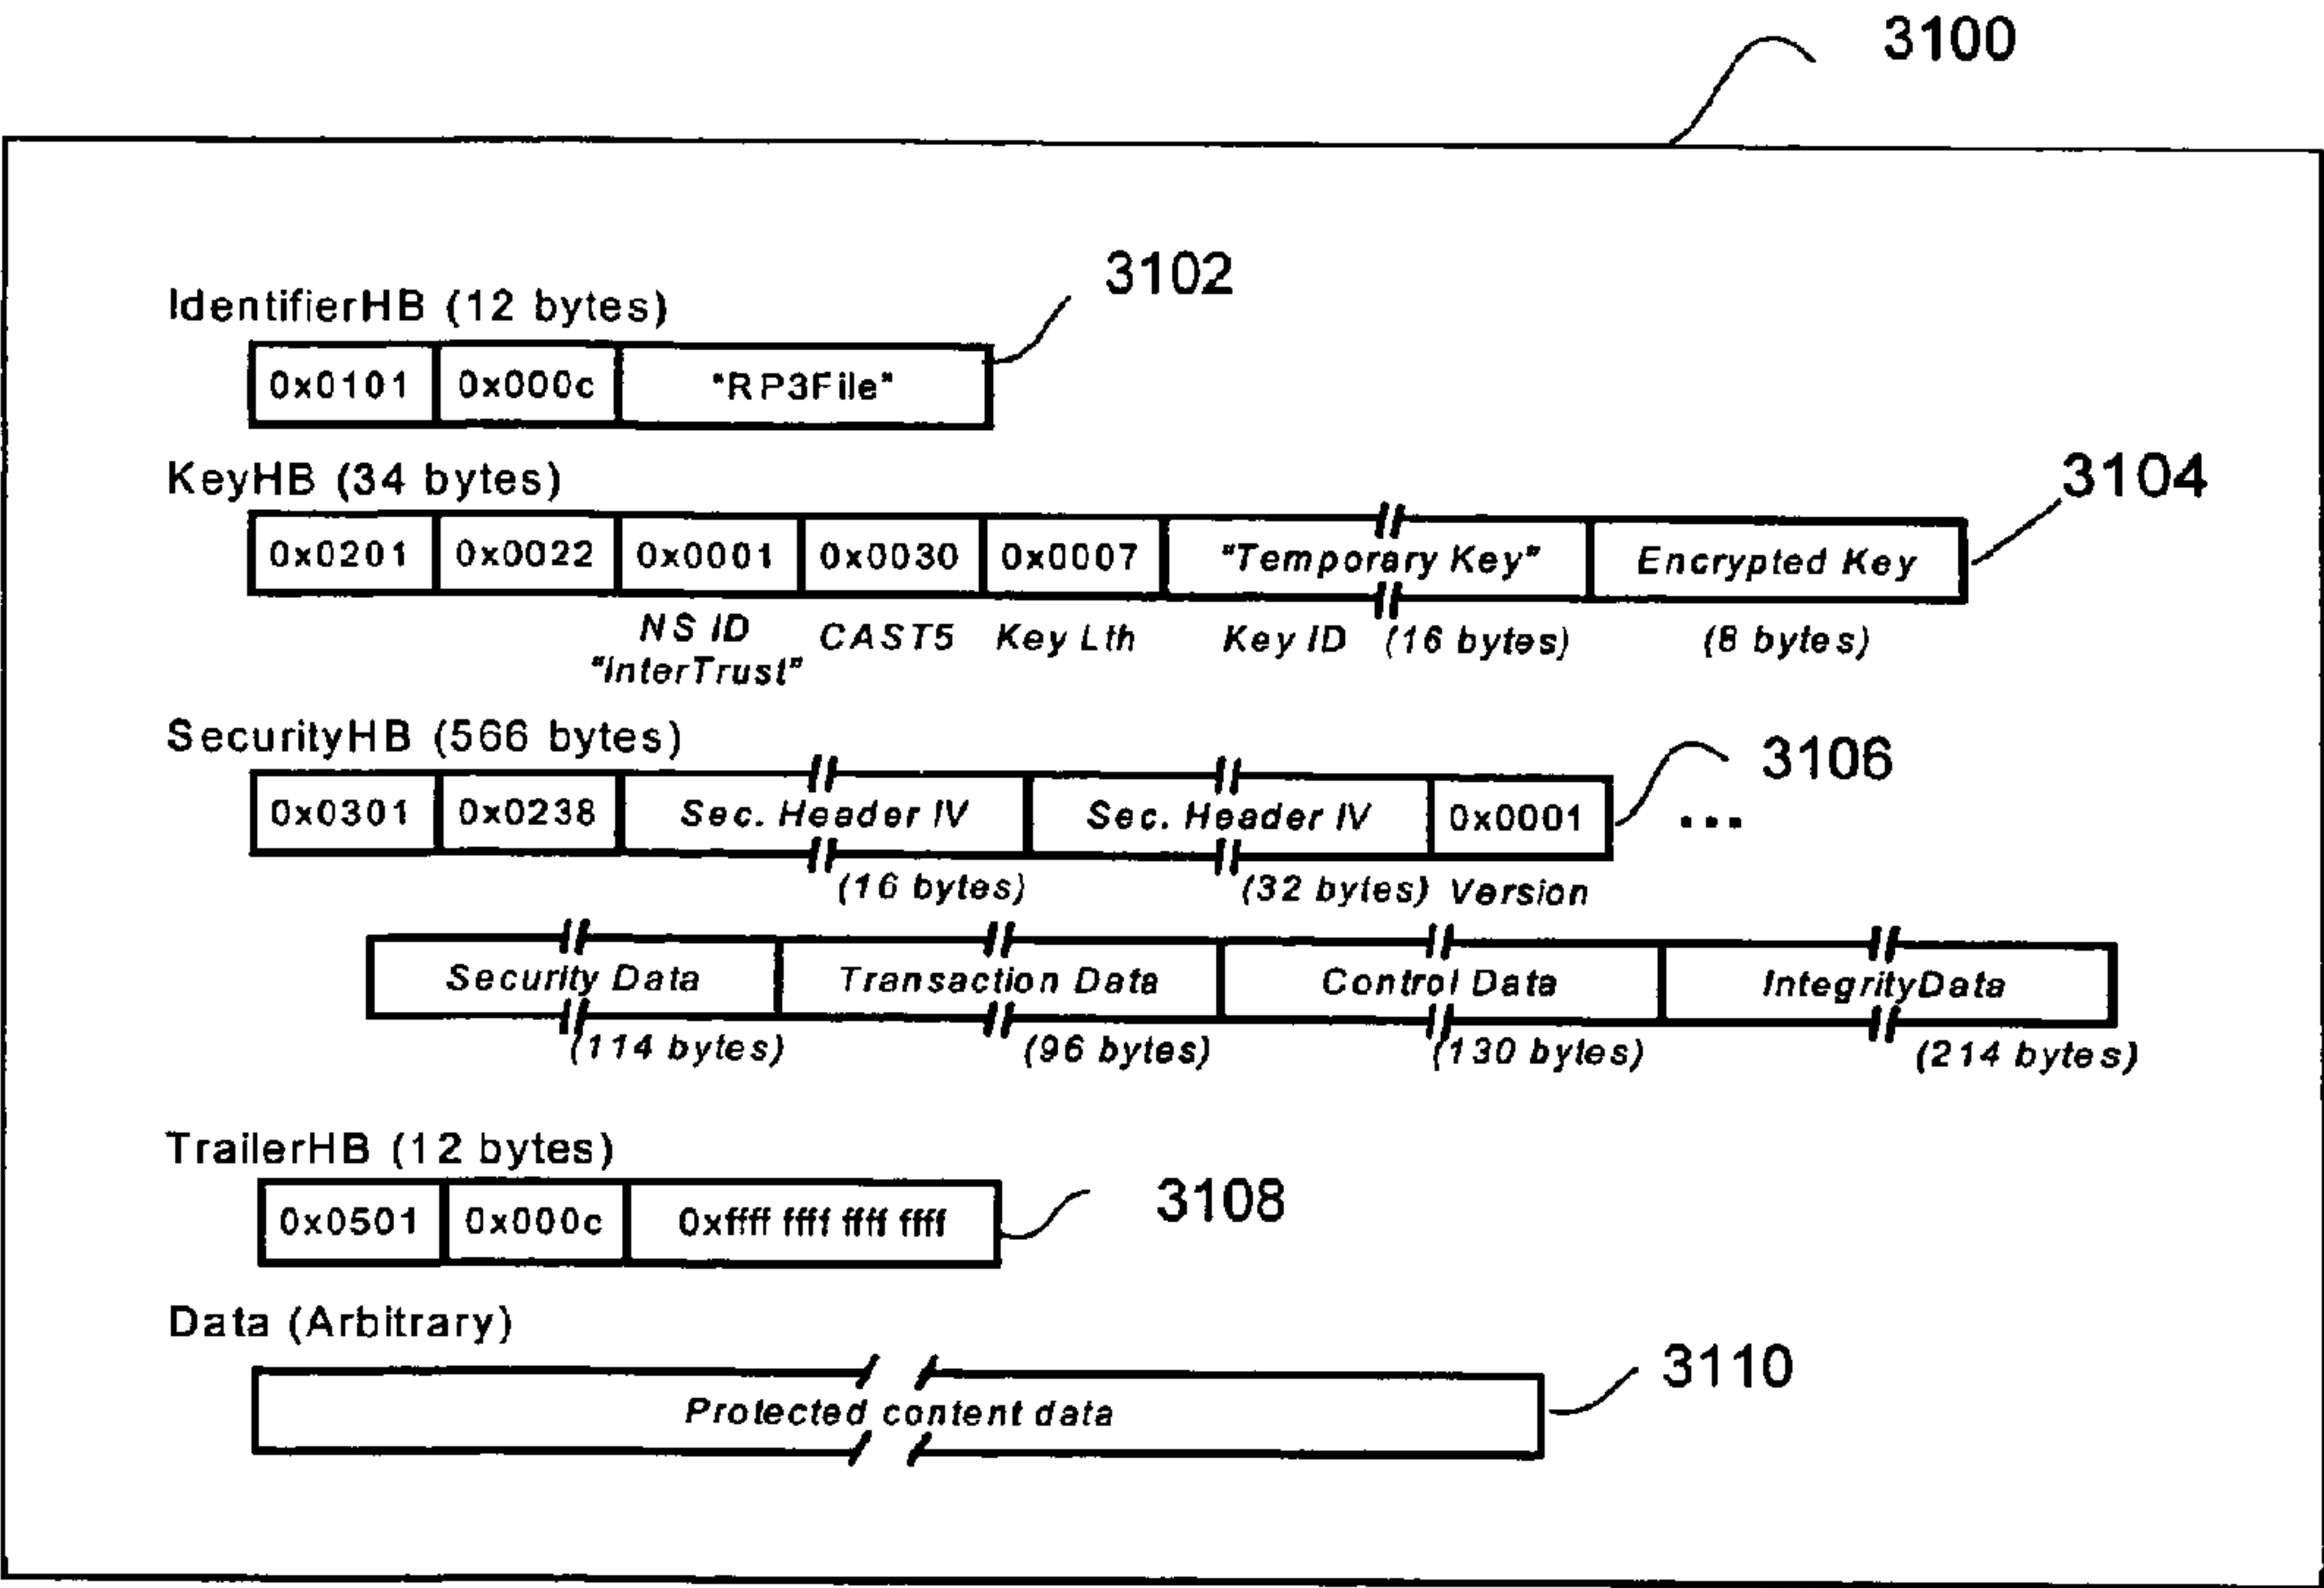 3100
IdentifierHB (12 bytes)
3102
0x0101 0x000c "RP3File"
KeyHB (34 bytes)
3104
0x0201 0x0022 0x0001 0x0030 0x0007 "Temporary Key" Encrypted Key
NS ID CAST5 Key Lth Key ID (16 bytes) (8 bytes)
"InterTrust"
SecurityHB (566 bytes)
3106
0x0301 0x0238 Sec. Header IV Sec. Header IV 0x0001 ...
(16 bytes) (32 bytes) Version
Security Data Transaction Data Control Data IntegrityData
(114 bytes) (96 bytes) (130 bytes) (214 bytes)
TrailerHB (12 bytes)
3108
0x0501 0x000c 0xffff ffff ffff ffff
Data (Arbitrary)
3110
Protected content data